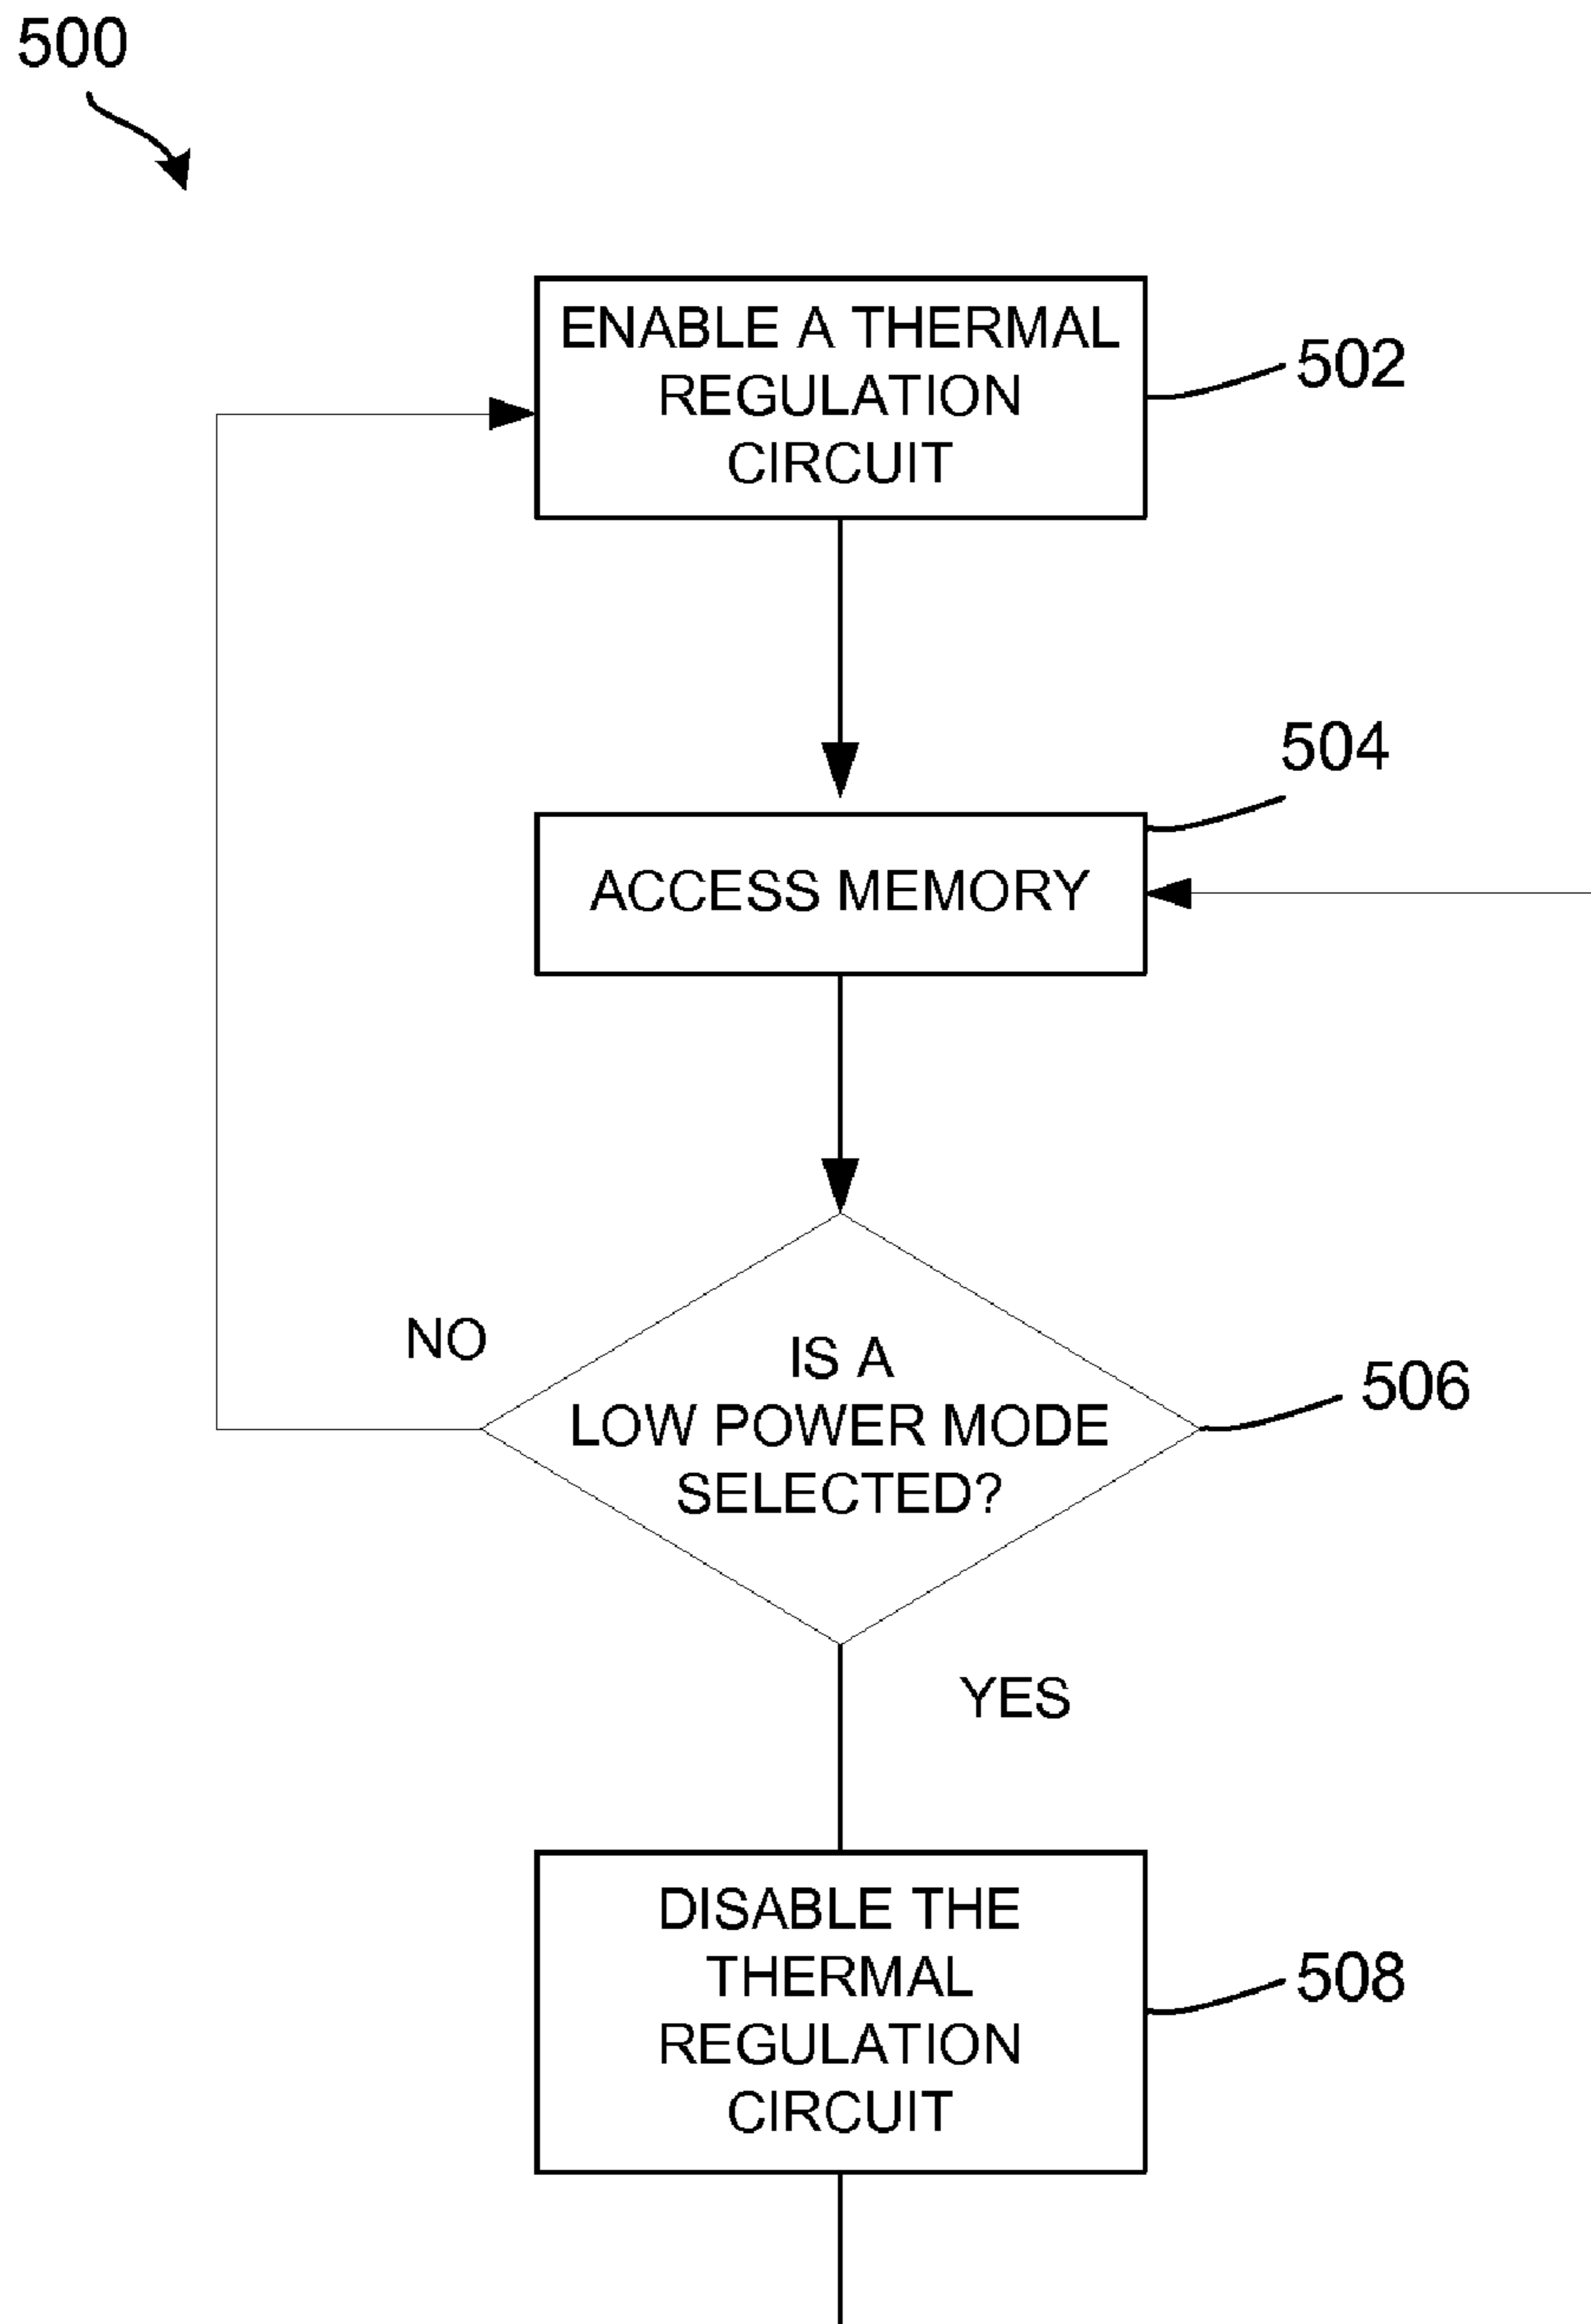 500
ENABLE A THERMAL
REGULATION
CIRCUIT
502
504
ACCESS MEMORY
NO
IS A
LOW POWER MODE
SELECTED?
506
YES
DISABLE THE
THERMAL
REGULATION
CIRCUIT
508